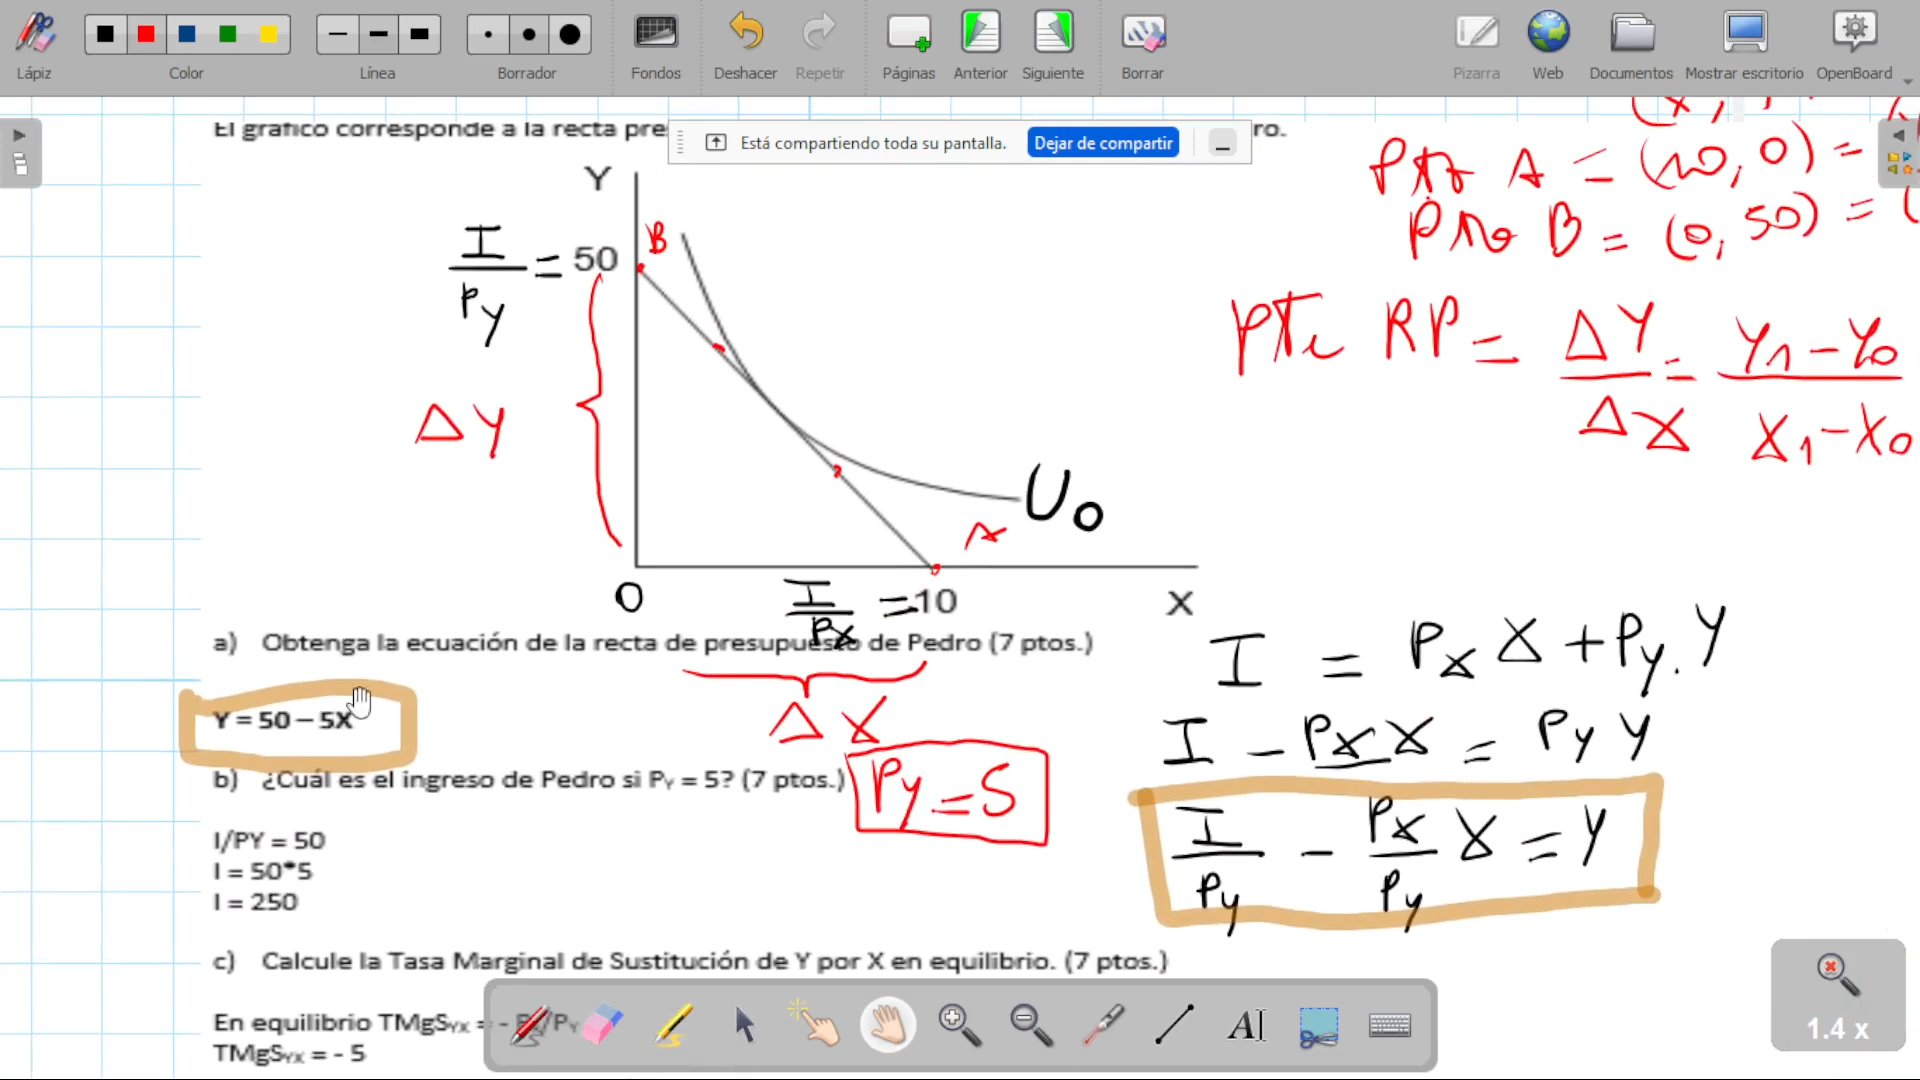 Lápiz Color Línea Borrador Fondos Deshacer Repetir Páginas Anterior Siguiente Borrar Pizarra Web Documentos Mostrar escritorio OpenBoard
El gráfico corresponde a la recta pre
ro.
Está compartiendo toda su pantalla. Dejar de compartir
Pto A = (10, 0) =
Pto B = (0, 50) =
Y
B
I/Py = 50
Pte RP = ΔY/ΔX = Y1-Y0/X1-X0
ΔY
U0
A
0
I/Px = 10
X
a) Obtenga la ecuación de la recta de presupuesto de Pedro (7 ptos.)
I = Px X + Py. Y
ΔX
Y = 50 – 5X
I - Px X = Py Y
b) ¿Cuál es el ingreso de Pedro si PY = 5? (7 ptos.)
Py = 5
I/Py - Px/Py X = Y
I/PY = 50
I = 50*5
I = 250
c) Calcule la Tasa Marginal de Sustitución de Y por X en equilibrio. (7 ptos.)
En equilibrio TMgSYX = - PX/PY
TMgSYX = - 5
1.4 x